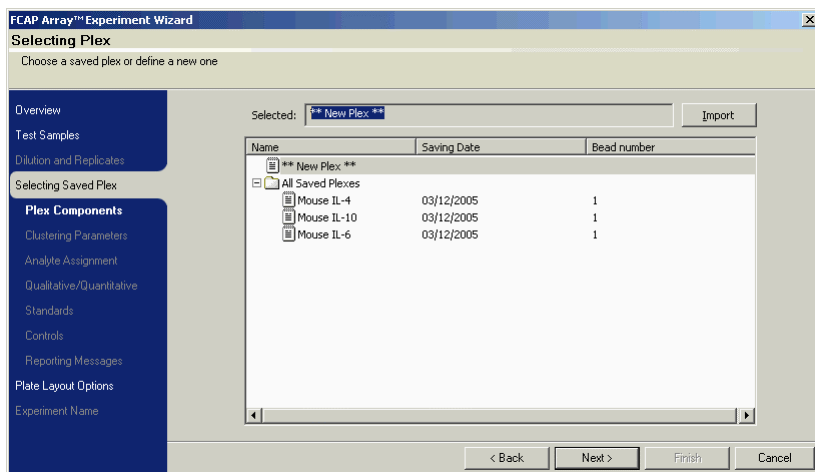 FCAP Array™ Experiment Wizard
Selecting Plex
Choose a saved plex or define a new one
Overview
Test Samples
Dilution and Replicates
Selecting Saved Plex
Plex Components
Clustering Parameters
Analyte Assignment
Qualitative/Quantitative
Standards
Controls
Reporting Messages
Plate Layout Options
Experiment Name
Selected: ** New Plex ** Import
Name Saving Date Bead number
** New Plex **
All Saved Plexes
Mouse IL-4 03/12/2005 1
Mouse IL-10 03/12/2005 1
Mouse IL-6 03/12/2005 1
< Back Next > Finish Cancel